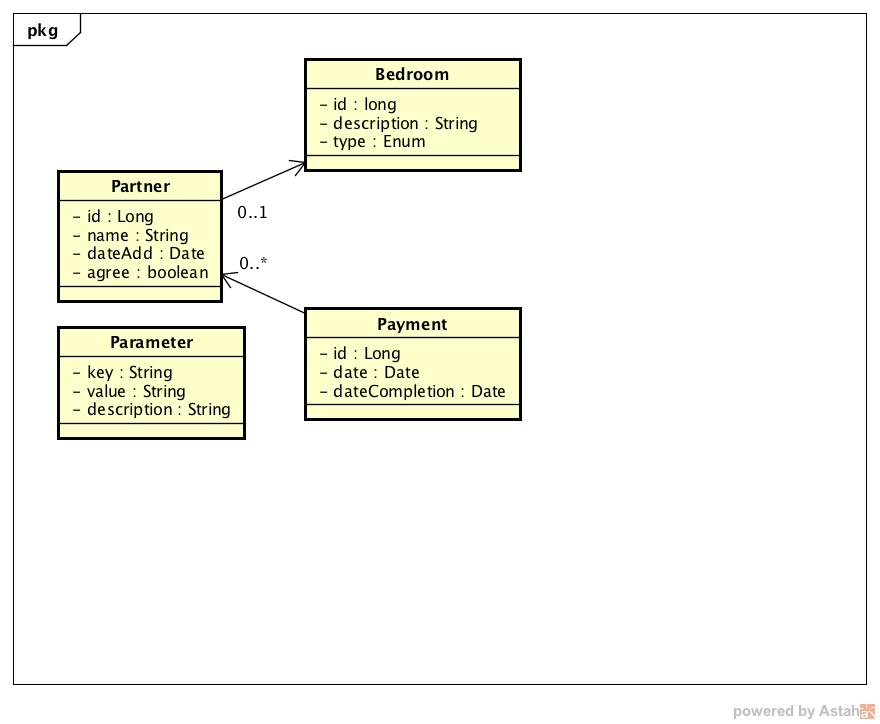 pkg
Bedroom
- id : long
- description : String
- type : Enum
Partner
- id : Long
- name : String
- dateAdd : Date
- agree : boolean
0..1
0..*
Payment
- id : Long
- date : Date
- dateCompletion : Date
Parameter
- key : String
- value : String
- description : String
powered by Astah